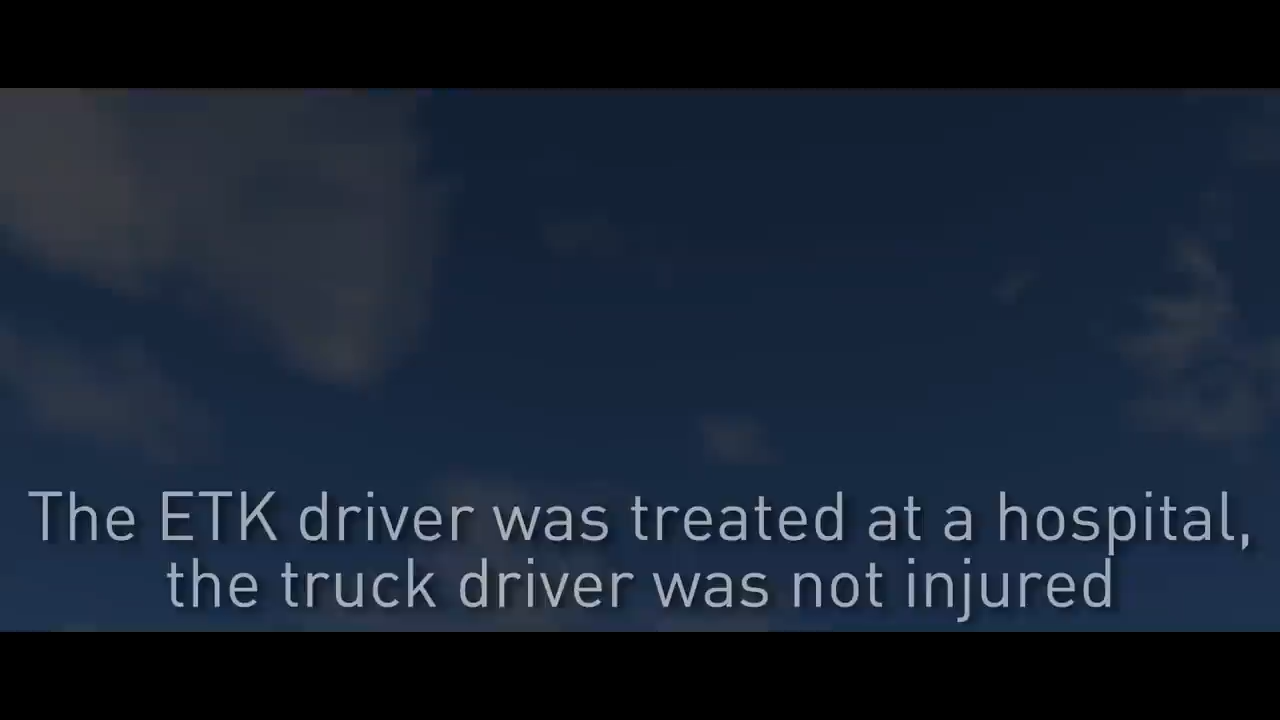 The ETK driver was treated at a hospital,
the truck driver was not injured